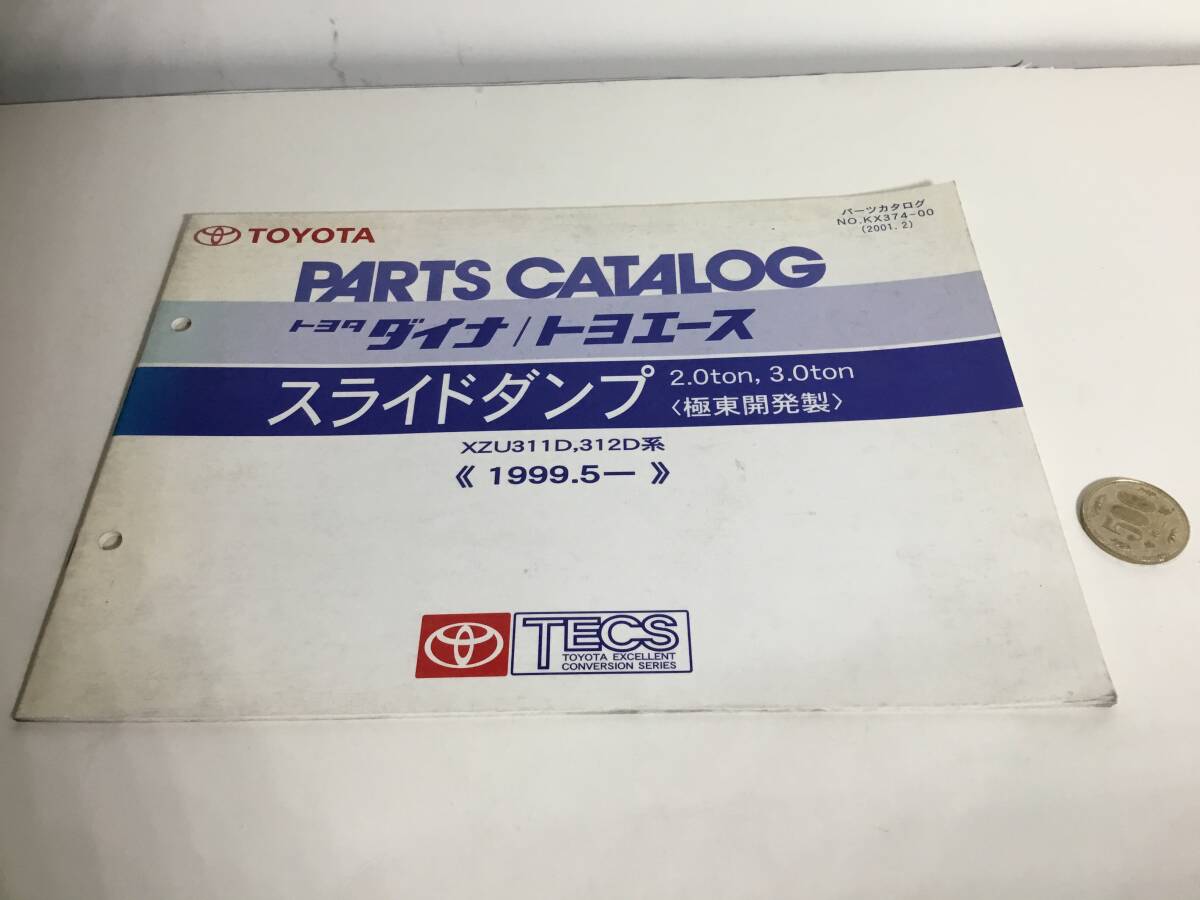 パーツカタログ
NO.KX374-00
(2001. 2)
TOYOTA
PARTS CATALOG
トヨタ ダイナ/トヨエース
スライドダンプ 2.0ton, 3.0ton
〈極東開発製〉
XZU311D,312D系
《 1999.5ー 》
TECS
TOYOTA EXCELLENT
CONVERSION SERIES
500